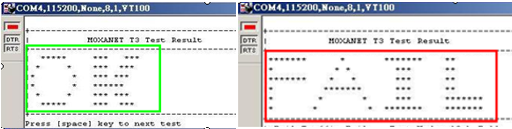 COM4,115200,None,8,1,VT100
DTR
RTS
MOXANET T3 Test Result
OK
Press [space] key to next test
COM4,115200,None,8,1,VT100
DTR
RTS
MOXANET T3 Test Result
FAIL